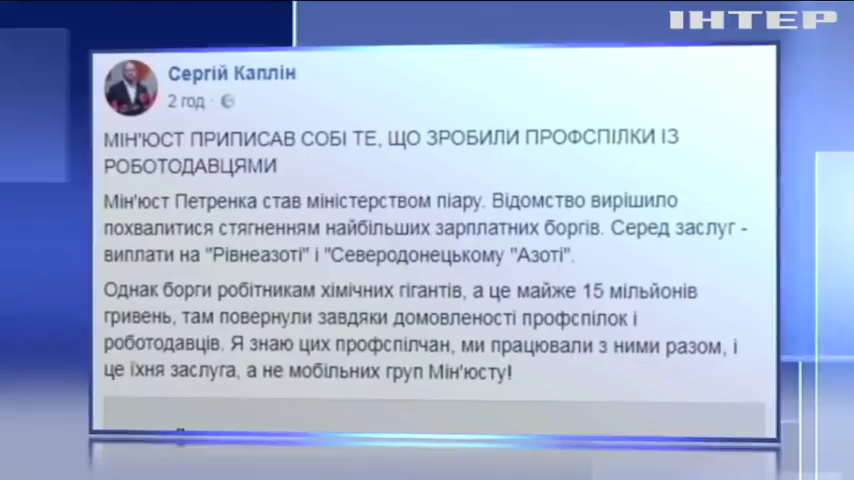 ІНТЕР
Сергій Каплін
2 год ·
МІН'ЮСТ ПРИПИСАВ СОБІ ТЕ, ЩО ЗРОБИЛИ ПРОФСПІЛКИ ІЗ
РОБОТОДАВЦЯМИ
Мін'юст Петренка став міністерством піару. Відомство вирішило
похвалитися стягненням найбільших зарплатних боргів. Серед заслуг -
виплати на "Рівнеазоті" і "Северодонецькому "Азоті".
Однак борги робітникам хімічних гігантів, а це майже 15 мільйонів
гривень, там повернули завдяки домовленості профспілок і
роботодавців. Я знаю цих профспілчан, ми працювали з ними разом, і
це їхня заслуга, а не мобільних груп Мін'юсту!